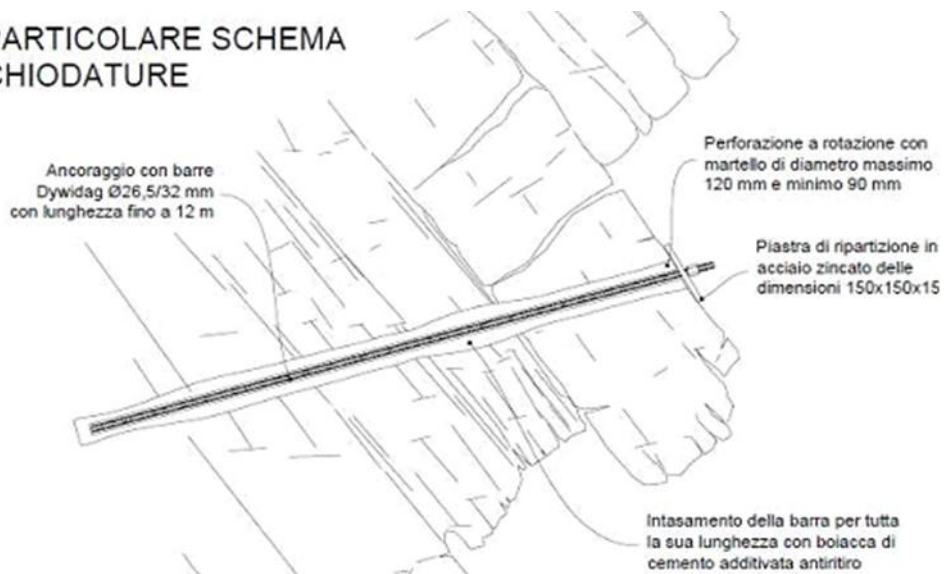 PARTICOLARE SCHEMA
CHIODATURE
Ancoraggio con barre
Dywidag Ø26,5/32 mm
con lunghezza fino a 12 m
Perforazione a rotazione con
martello di diametro massimo
120 mm e minimo 90 mm
Piastra di ripartizione in
acciaio zincato delle
dimensioni 150x150x15
Intasamento della barra per tutta
la sua lunghezza con boiacca di
cemento additivata antiritiro